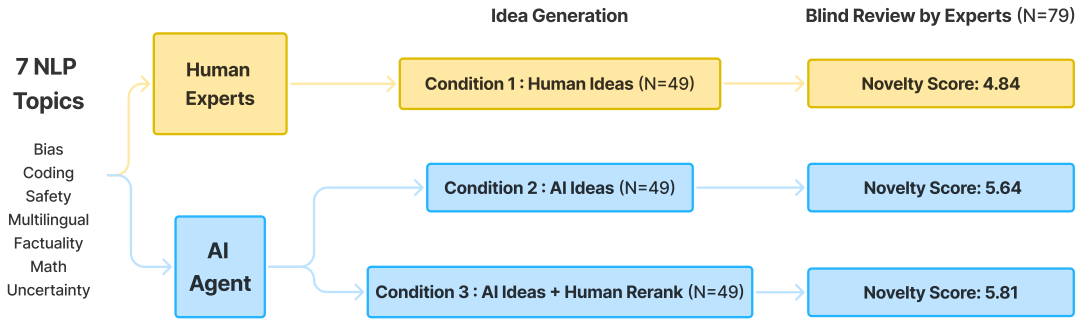 Idea Generation
Blind Review by Experts (N=79)
7 NLP
Topics
Bias
Coding
Safety
Multilingual
Factuality
Math
Uncertainty
Human
Experts
Condition 1 : Human Ideas (N=49)
Novelty Score: 4.84
AI
Agent
Condition 2 : AI Ideas (N=49)
Novelty Score: 5.64
Condition 3 : AI Ideas + Human Rerank (N=49)
Novelty Score: 5.81